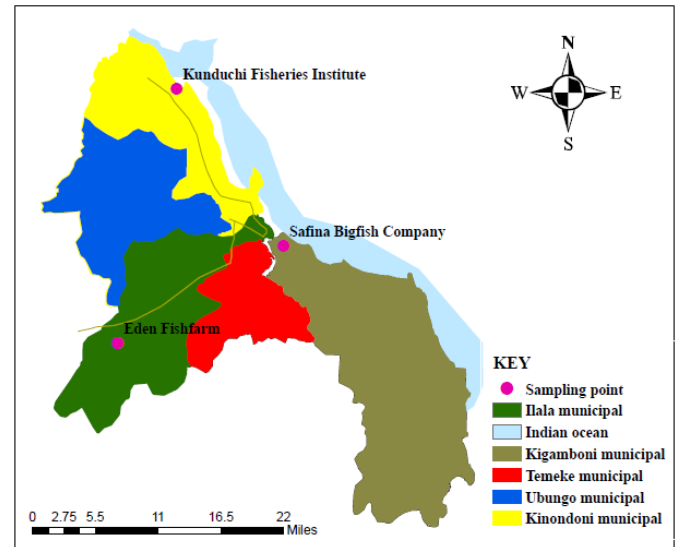 Kunduchi Fisheries Institute
N
W E
S
Safina Bigfish Company
Eden Fishfarm
KEY
Sampling point
Ilala municipal
Indian ocean
Kigamboni municipal
Temeke municipal
Ubungo municipal
Kinondoni municipal
0 2.75 5.5 11 16.5 22
Miles